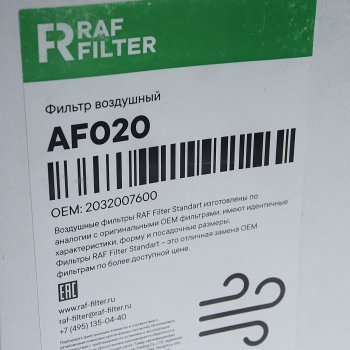 RAF
FILTER
Фильтр воздушный
AF020
OEM: 2032007600
Воздушные фильтры RAF Filter Standart изготовлены по
аналогии с оригинальными OEM фильтрами, имеют идентичные
характеристики, форму и посадочные размеры.
Фильтры RAF Filter Standart – это отличная замена OEM
фильтрам по более доступной цене.
EAC
www.raf-filter.ru
raf-filter@raf-filter.ru
+7 (495) 135-04-40